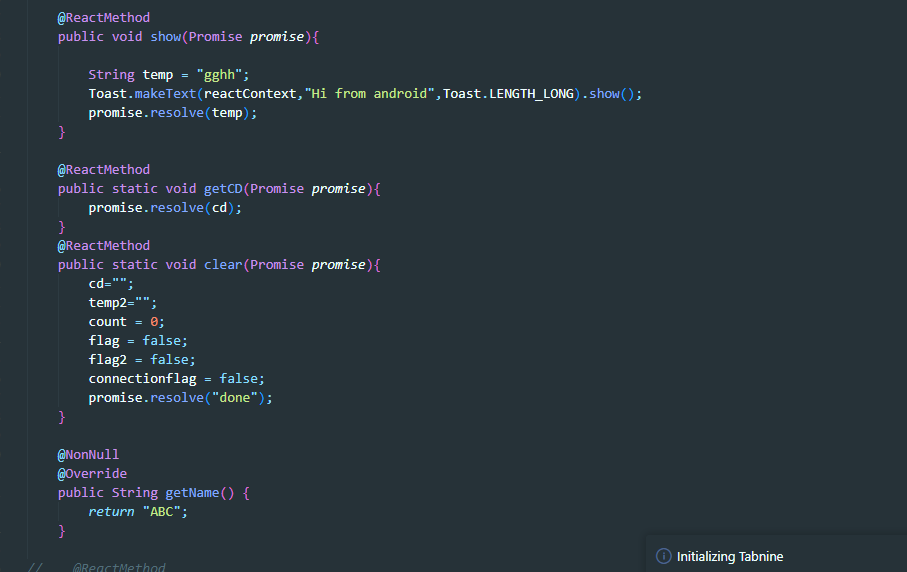 @ReactMethod
public void show(Promise promise){
String temp = "gghh";
Toast.makeText(reactContext,"Hi from android",Toast.LENGTH_LONG).show();
promise.resolve(temp);
}
@ReactMethod
public static void getCD(Promise promise){
promise.resolve(cd);
}
@ReactMethod
public static void clear(Promise promise){
cd="";
temp2="";
count = 0;
flag = false;
flag2 = false;
connectionflag = false;
promise.resolve("done");
}
@NonNull
@Override
public String getName() {
return "ABC";
}
// @ReactMethod
Initializing Tabnine